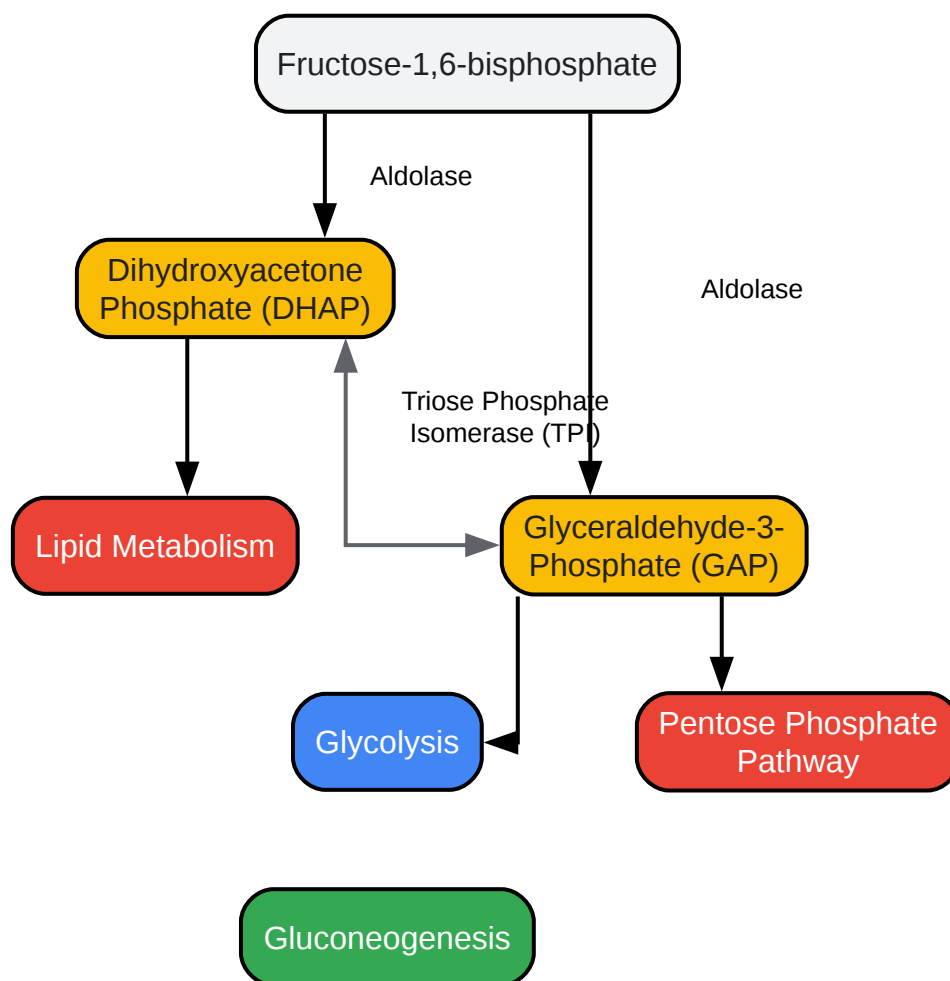 Fructose-1,6-bisphosphate
Aldolase
Dihydroxyacetone
Phosphate (DHAP)
Aldolase
Triose Phosphate
Isomerase (TPI)
Lipid Metabolism
Glyceraldehyde-3-
Phosphate (GAP)
Glycolysis
Pentose Phosphate
Pathway
Gluconeogenesis